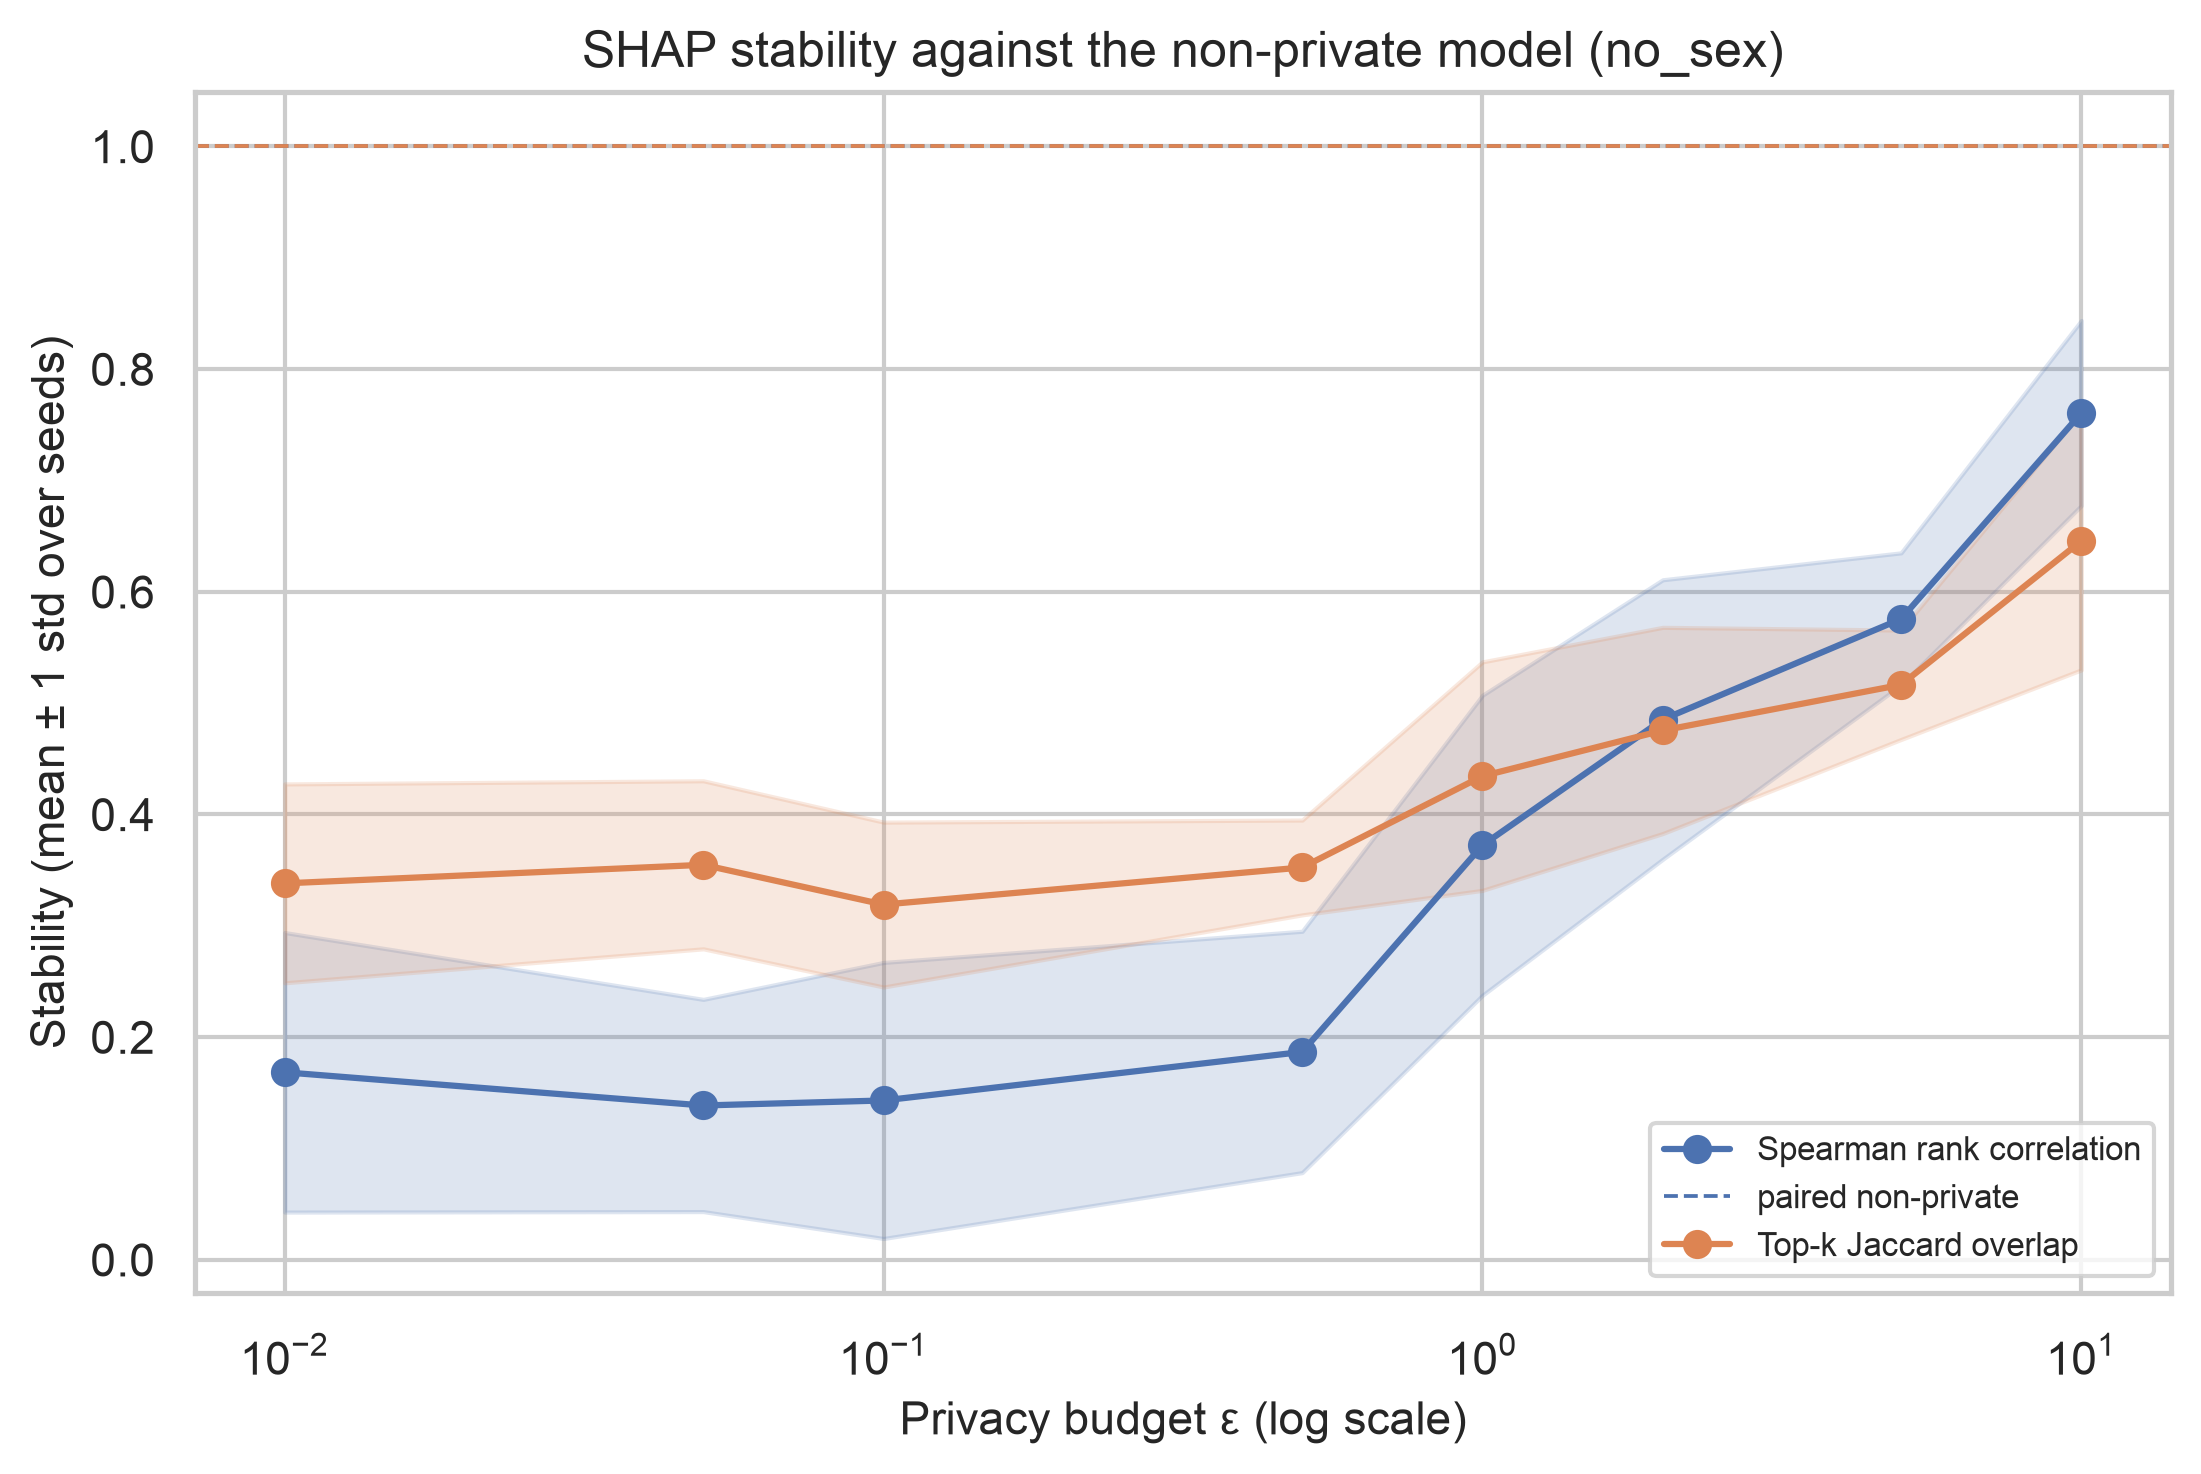 SHAP stability against the non-private model (no_sex)
Stability (mean ± 1 std over seeds)
1.0
0.8
0.6
0.4
0.2
0.0
Spearman rank correlation
paired non-private
Top-k Jaccard overlap
10⁻² 10⁻¹ 10⁰ 10¹
Privacy budget ε (log scale)